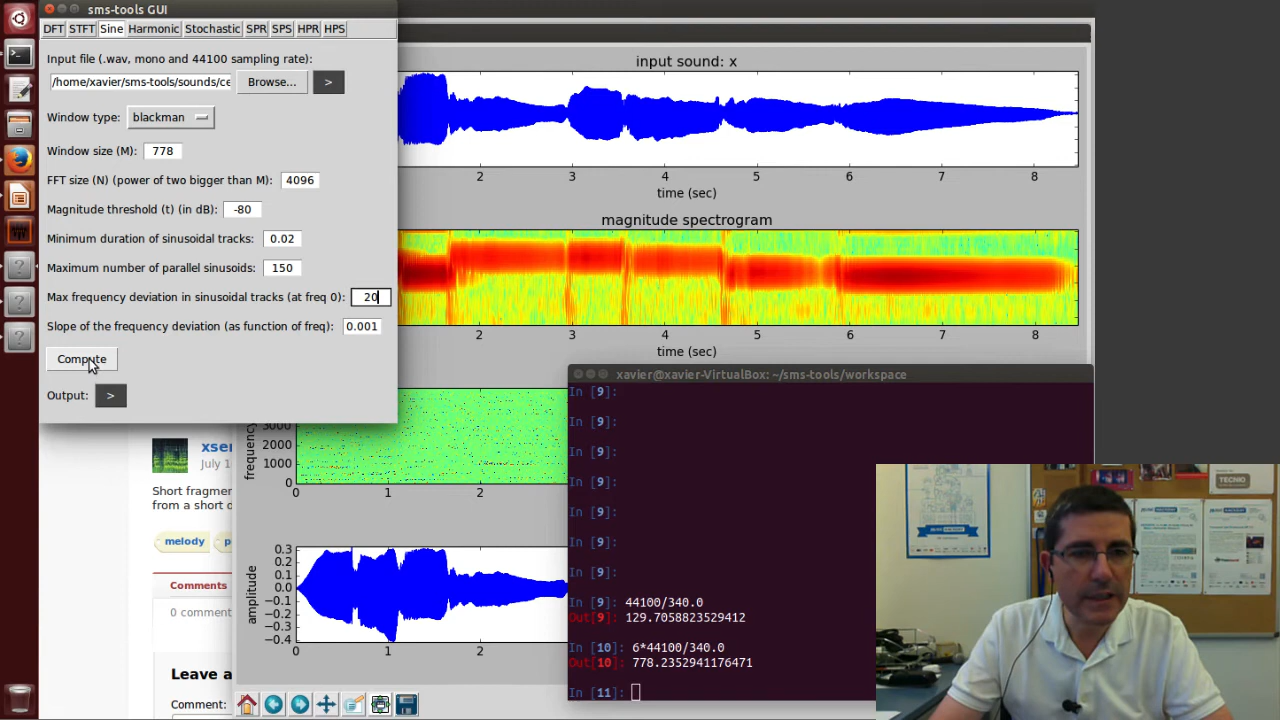 sms-tools GUI
DFT STFT Sine Harmonic Stochastic SPR SPS HPR HPS
Input file (.wav, mono and 44100 sampling rate):
/home/xavier/sms-tools/sounds/ce Browse... >
Window type: blackman
Window size (M): 778
FFT size (N) (power of two bigger than M): 4096
Magnitude threshold (t) (in dB): -80
Minimum duration of sinusoidal tracks: 0.02
Maximum number of parallel sinusoids: 150
Max frequency deviation in sinusoidal tracks (at freq 0): 20
Slope of the frequency deviation (as function of freq): 0.001
Compute
Output: >
input sound: x
2 3 4 5 6 7 8
time (sec)
magnitude spectrogram
2 3 4 5 6 7 8
time (sec)
frequency
3000
2000
1000
0
0 1 2
amplitude
0.3
0.2
0.1
0.0
−0.1
−0.2
−0.3
−0.4
0 1 2
xser
July 1
Short fragmen
from a short d
melody p
Comments
0 comment
Leave a
Comment:
xavier@xavier-VirtualBox: ~/sms-tools/workspace
In [9]:
In [9]:
In [9]:
In [9]:
In [9]:
In [9]:
In [9]:
In [9]: 44100/340.0
Out[9]: 129.7058823529412
In [10]: 6*44100/340.0
Out[10]: 778.2352941176471
In [11]:
TECNIO